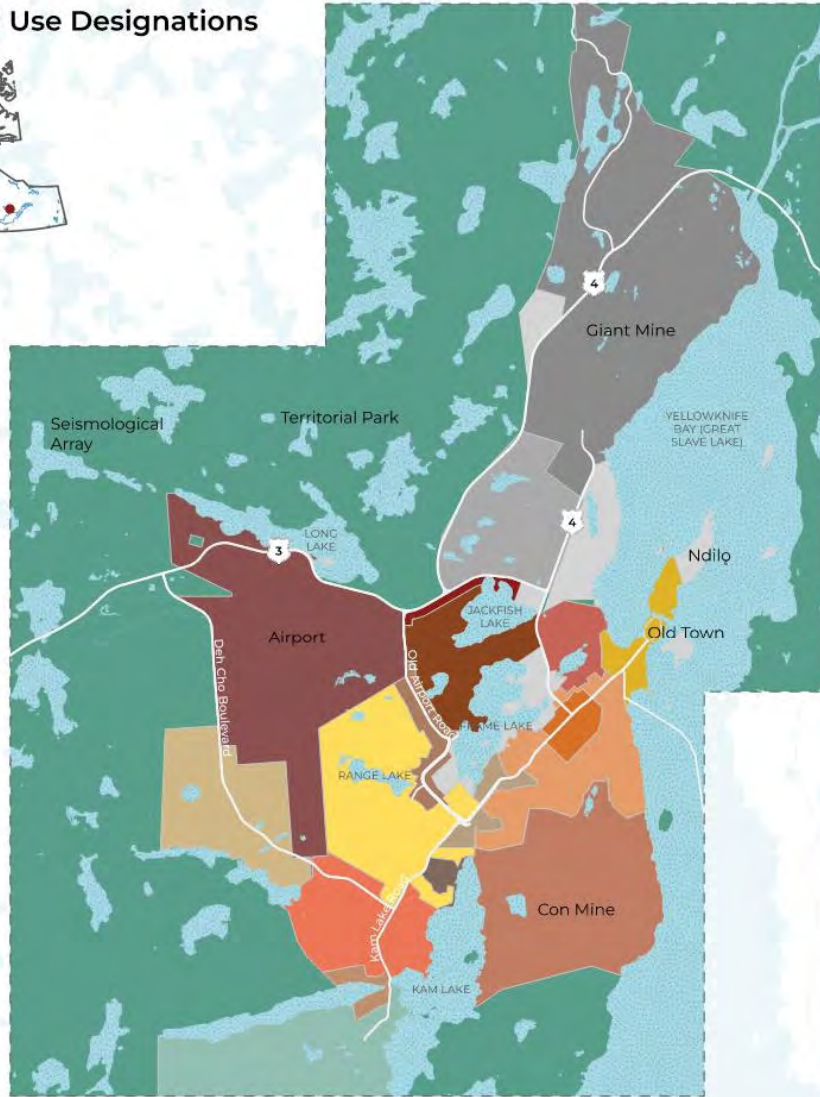 Use Designations
4
Giant Mine
YELLOWKNIFE
BAY (GREAT
SLAVE LAKE)
Seismological
Array
Territorial Park
4
3
LONG
LAKE
Ndilǫ
JACKFISH
LAKE
Old Town
Airport
Deh Cho Boulevard
Old Airport Road
FRAME LAKE
RANGE LAKE
Con Mine
Kam Lake Road
KAM LAKE